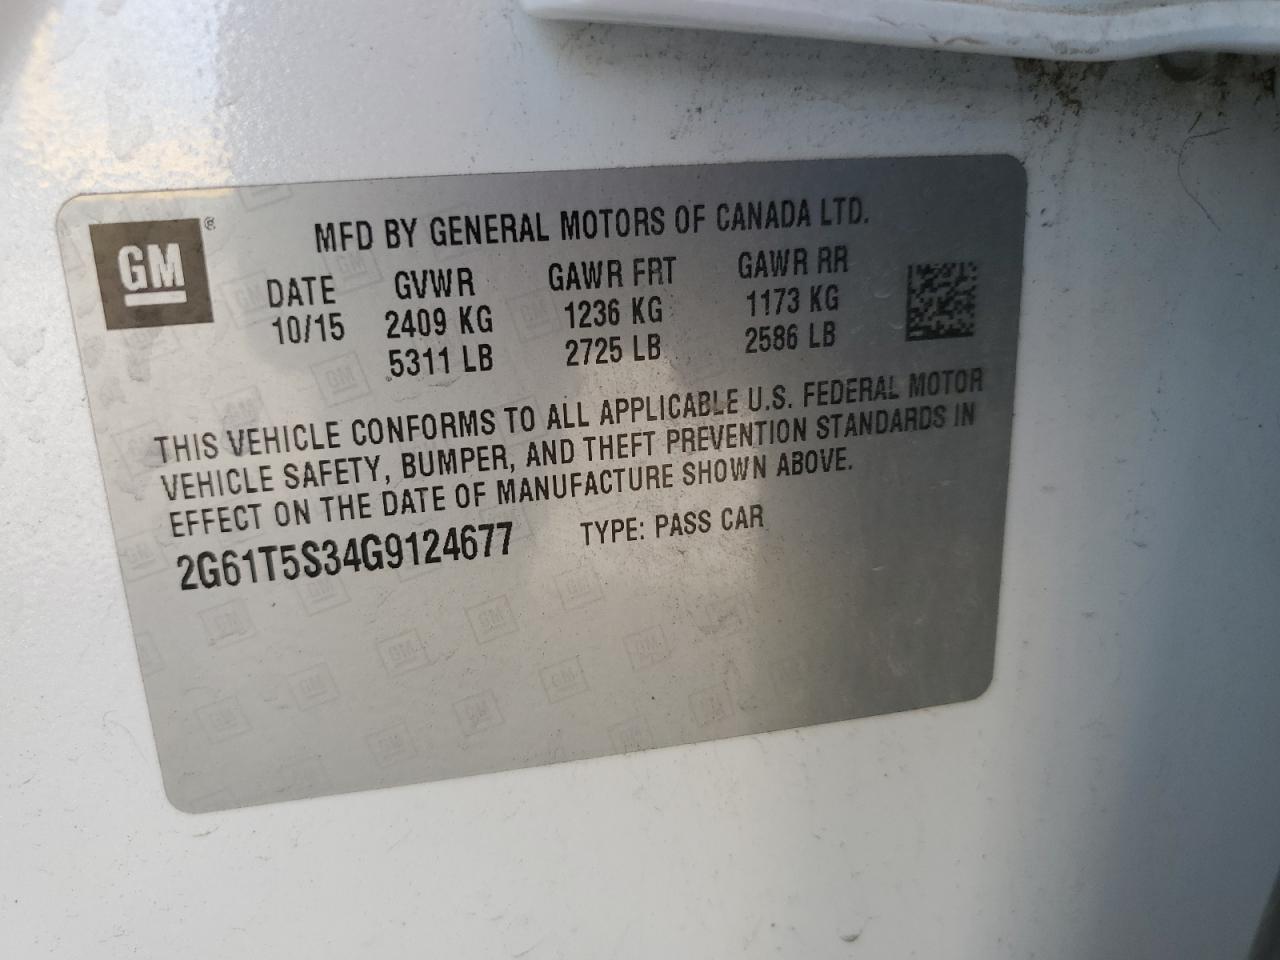 GM ®
MFD BY GENERAL MOTORS OF CANADA LTD.
DATE GVWR GAWR FRT GAWR RR
10/15 2409 KG 1236 KG 1173 KG
5311 LB 2725 LB 2586 LB
THIS VEHICLE CONFORMS TO ALL APPLICABLE U.S. FEDERAL MOTOR
VEHICLE SAFETY, BUMPER, AND THEFT PREVENTION STANDARDS IN
EFFECT ON THE DATE OF MANUFACTURE SHOWN ABOVE.
2G61T5S34G9124677 TYPE: PASS CAR